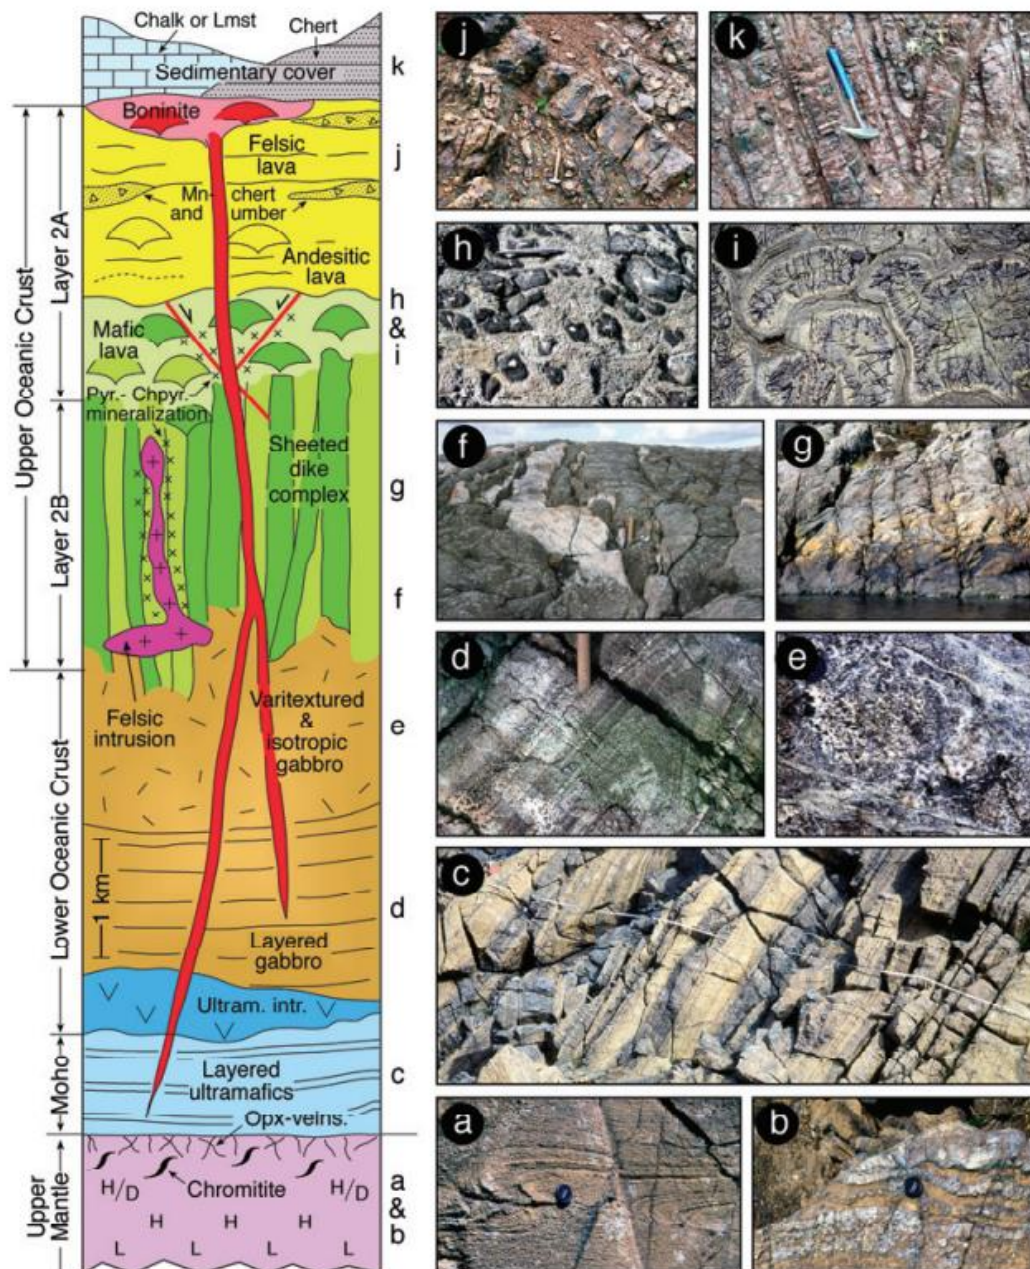 Chalk or Lmst
Chert
Sedimentary cover
k
Boninite
Felsic
lava
j
Mn- chert
and umber
Andesitic
lava
h
&
i
Mafic
lava
Pyr.- Chpyr.
mineralization
Sheeted
dike
complex
g
f
Felsic
intrusion
Varitextured
&
isotropic
gabbro
e
1 km
d
Layered
gabbro
Ultram. intr.
Layered
ultramafics
c
Opx-veins.
H/D
Chromitite
H/D
a
&
b
H H H
L L L L
Upper Oceanic Crust
Layer 2A
Layer 2B
Lower Oceanic Crust
Moho
Upper
Mantle
j
k
h
i
f
g
d
e
c
a
b